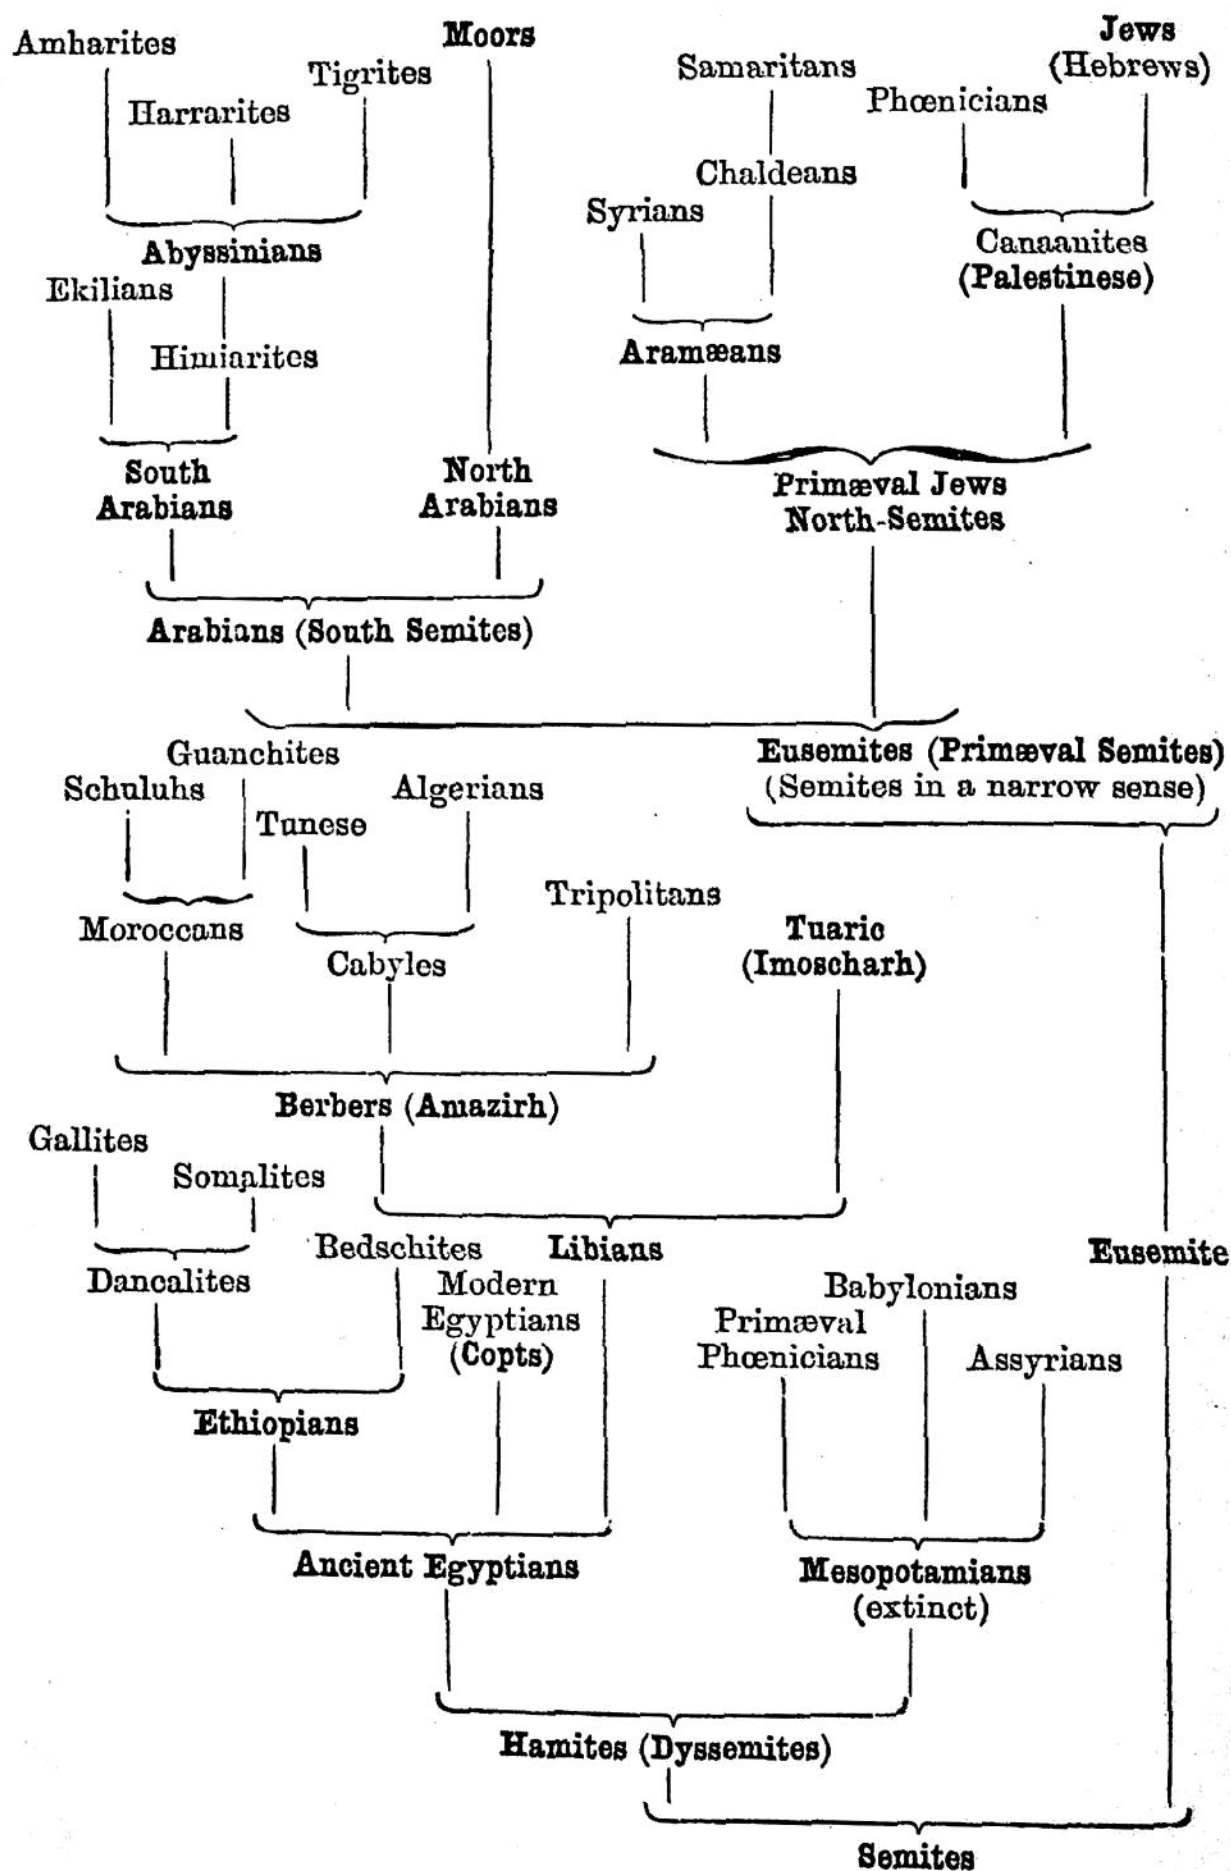 Amharites
Moors
Jews
(Hebrews)
Samaritans
Tigrites
Phœnicians
Harrarites
Chaldeans
Syrians
Abyssinians
Canaanites
(Palestinese)
Ekilians
Himiarites
Aramæans
South
Arabians
North
Arabians
Primæval Jews
North-Semites
Arabians (South Semites)
Guanchites
Eusemites (Primæval Semites)
(Semites in a narrow sense)
Schuluhs
Algerians
Tunese
Tripolitans
Moroccans
Tuaric
(Imoscharh)
Cabyles
Berbers (Amazirh)
Gallites
Somalites
Bedschites
Libians
Eusemite
Dancalites
Modern
Egyptians
(Copts)
Babylonians
Primæval
Phœnicians
Assyrians
Ethiopians
Ancient Egyptians
Mesopotamians
(extinct)
Hamites (Dyssemites)
Semites